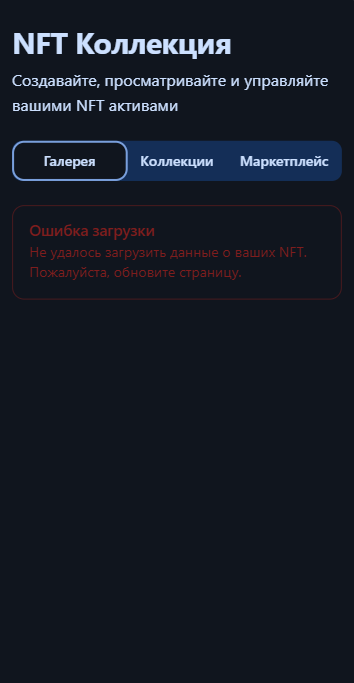 NFT Коллекция
Создавайте, просматривайте и управляйте
вашими NFT активами
Галерея
Коллекции
Маркетплейс
Ошибка загрузки
Не удалось загрузить данные о ваших NFT.
Пожалуйста, обновите страницу.